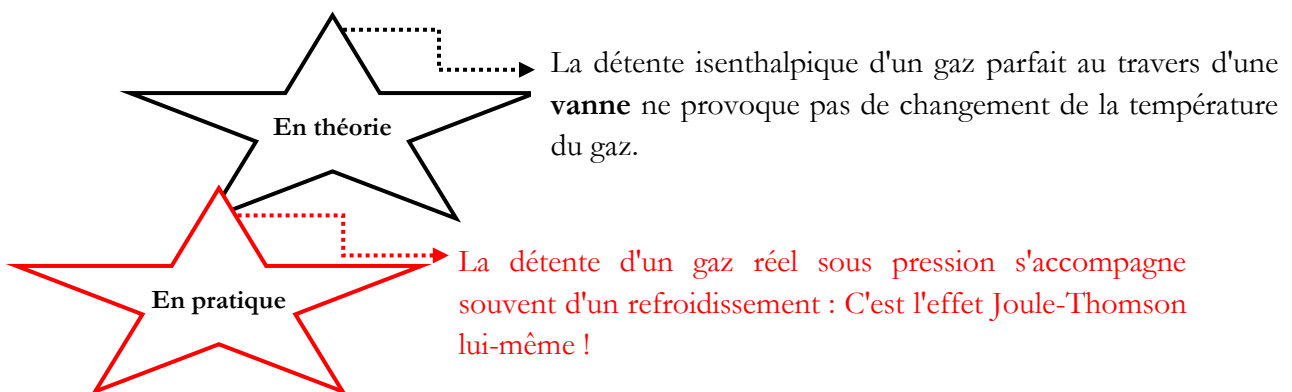 En théorie
La détente isenthalpique d'un gaz parfait au travers d'une
vanne ne provoque pas de changement de la température
du gaz.
En pratique
La détente d'un gaz réel sous pression s'accompagne
souvent d'un refroidissement : C'est l'effet Joule-Thomson
lui-même !